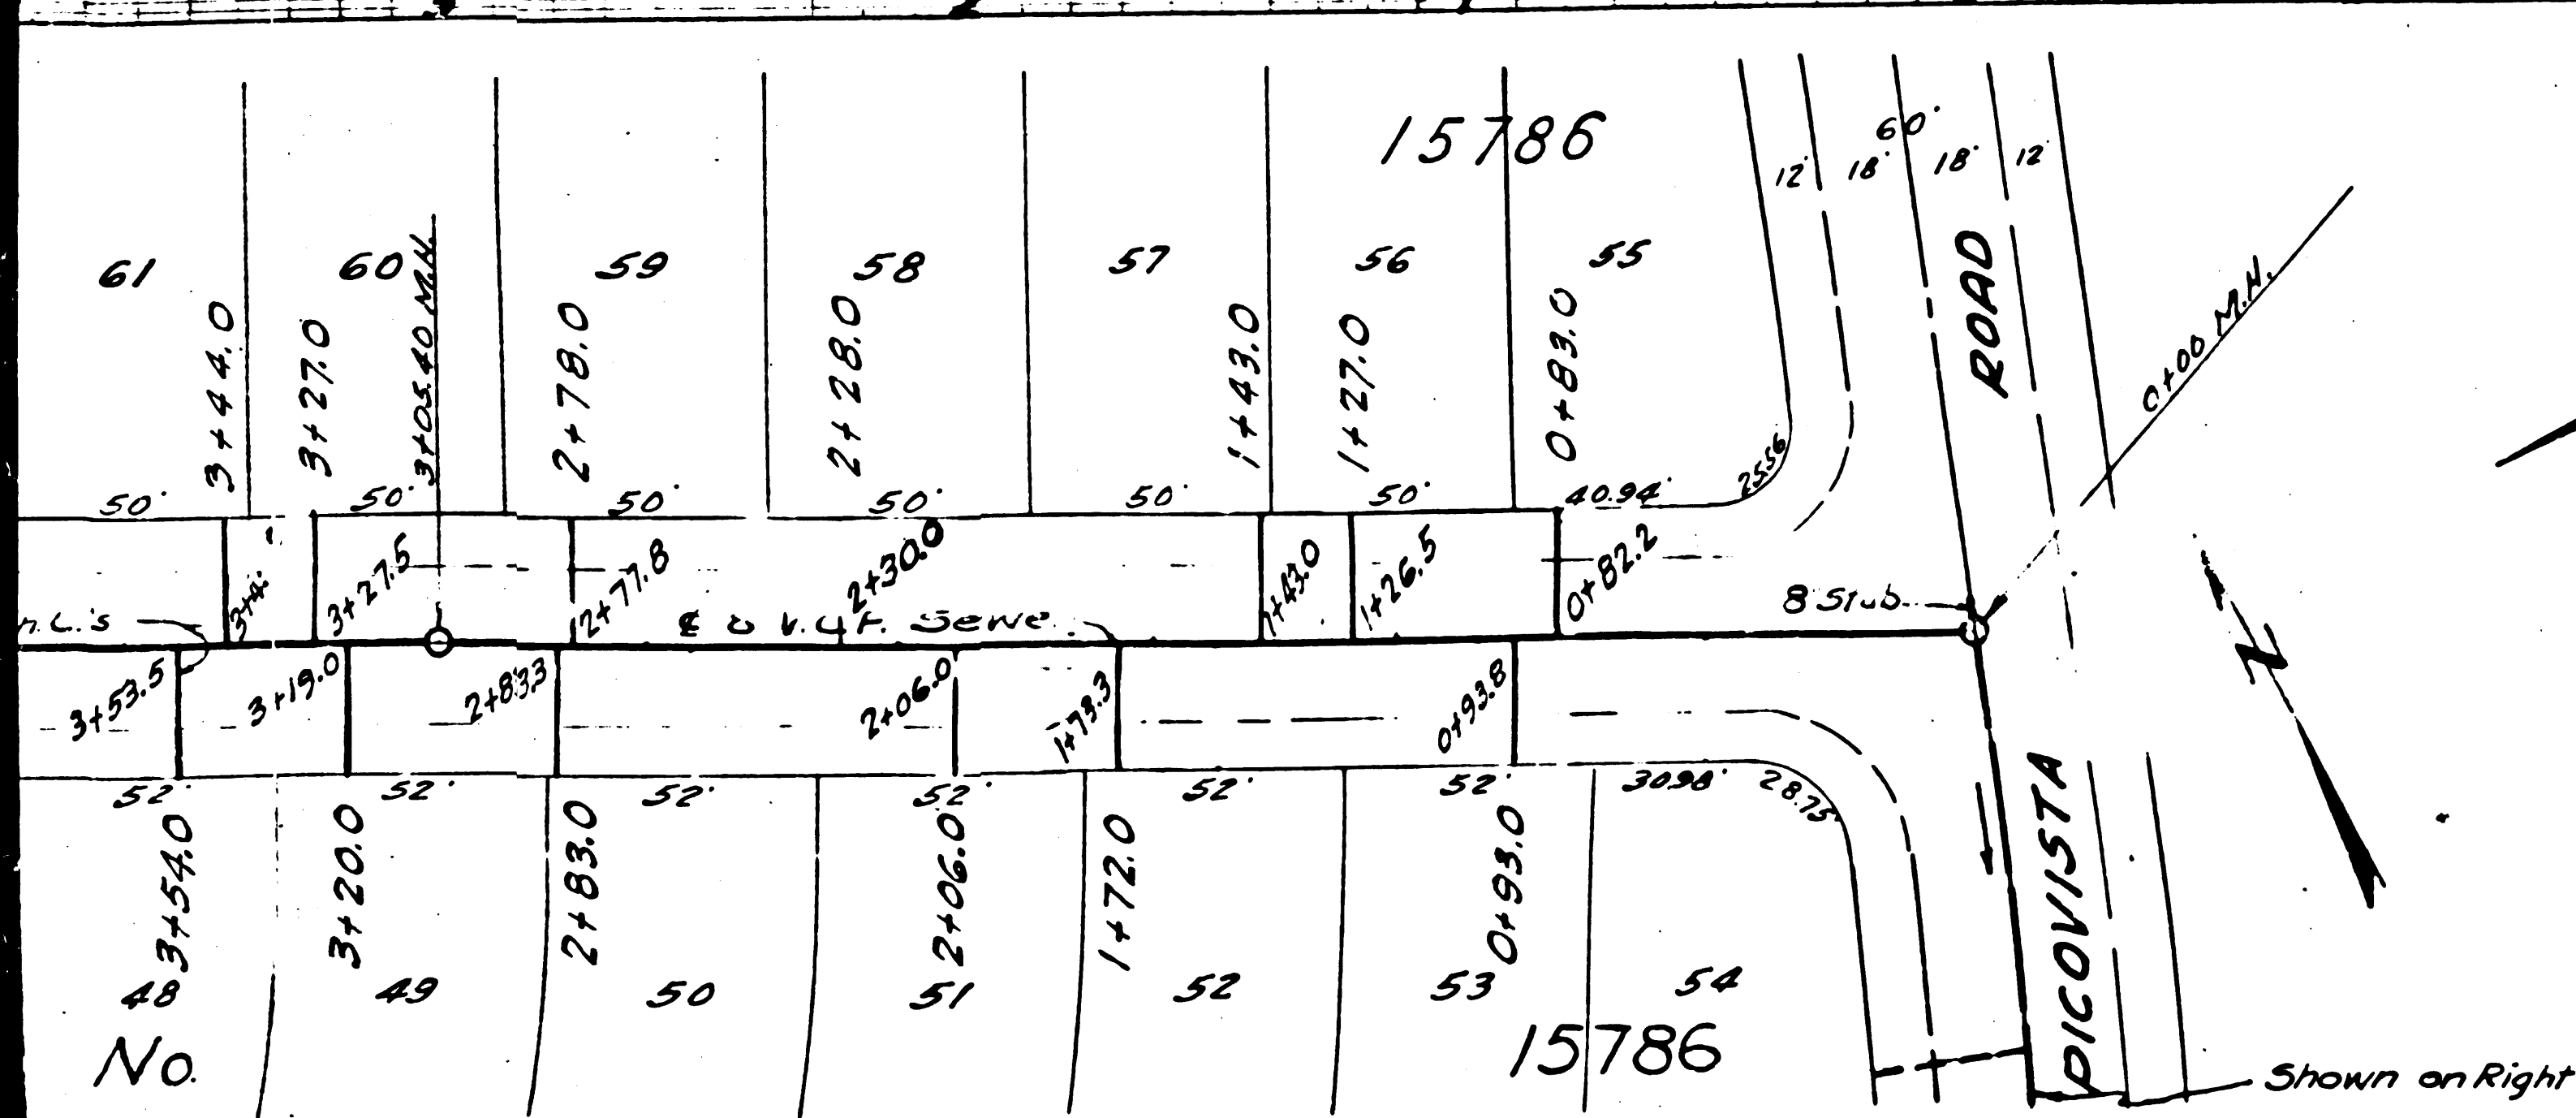 15786
60'
12' 18' 18' 12'
61 60 59 58 57 56 55
3+44.0
3+27.0
3+05.40 M.H.
2+78.0
2+28.0
1+43.0
1+27.0
0+83.0
ROAD
0+00 M.H.
50' 50' 50' 50' 50' 50' 40.94' 25.56
3+27.5
2+77.8
2+30.0
1+43.0
1+26.5
0+82.2
8 Stub
3+53.5
3+19.0
2+83.3
2+06.0
1+73.3
0+93.8
N
52' 52' 52' 52' 52' 52' 30.98' 28.75
3+54.0
3+20.0
2+83.0
2+06.0
1+72.0
0+93.0
PICOVISTA
48 49 50 51 52 53 54
No. 15786
Shown on Right